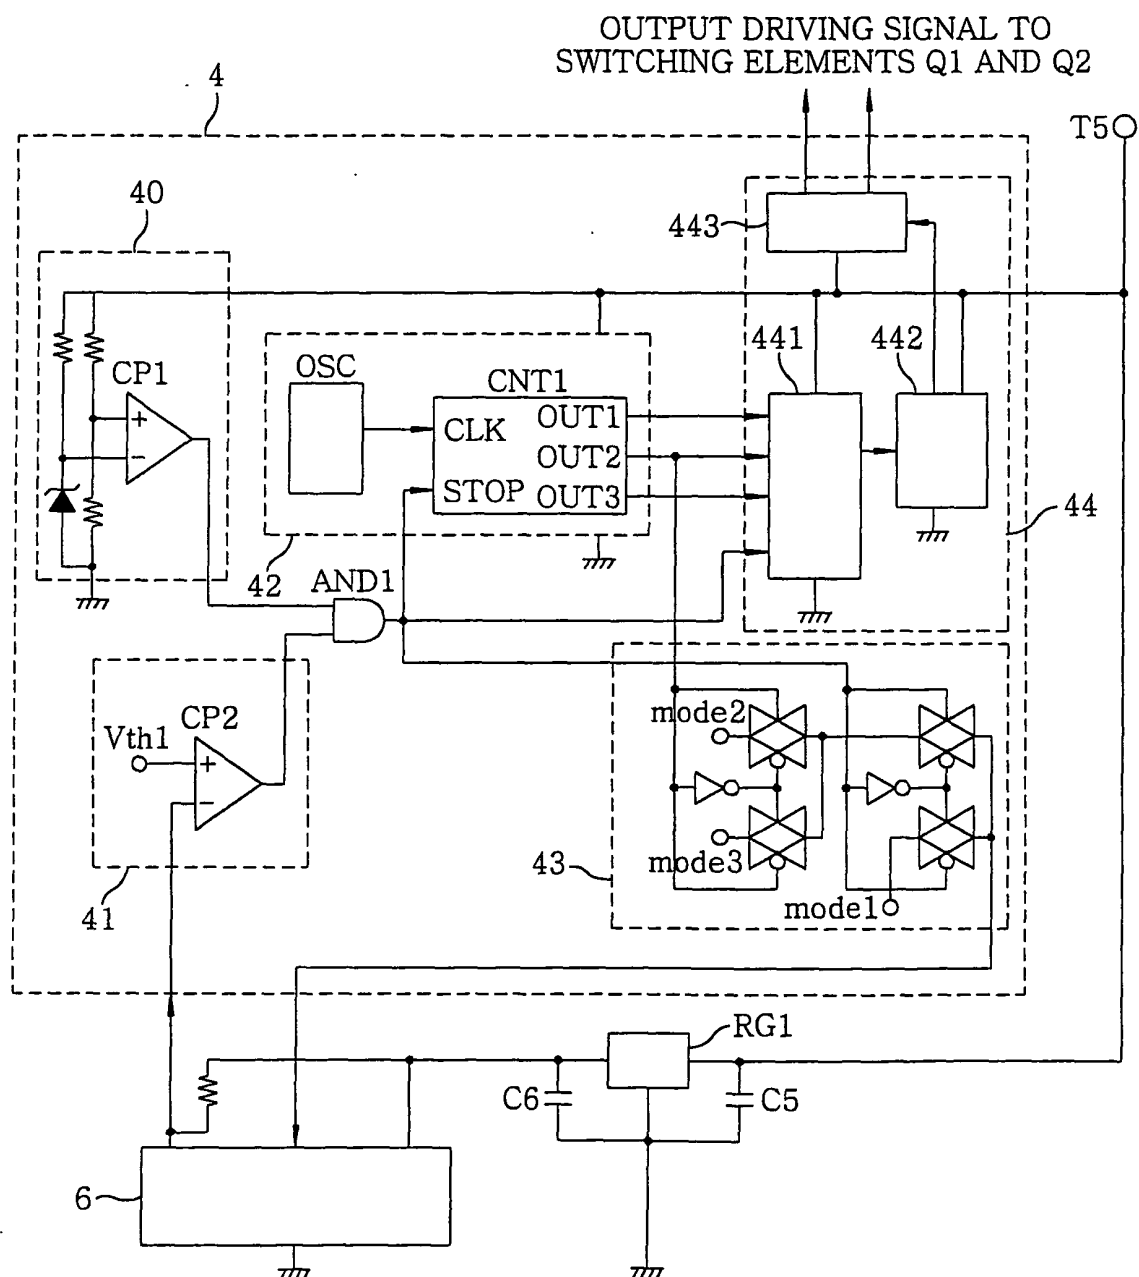 OUTPUT DRIVING SIGNAL TO
SWITCHING ELEMENTS Q1 AND Q2
4
T5
40
443
441
442
CP1
OSC
CNT1
CLK
OUT1
OUT2
STOP
OUT3
44
42
AND1
mode2
Vth1
CP2
mode3
43
mode1
41
RG1
C6
C5
6